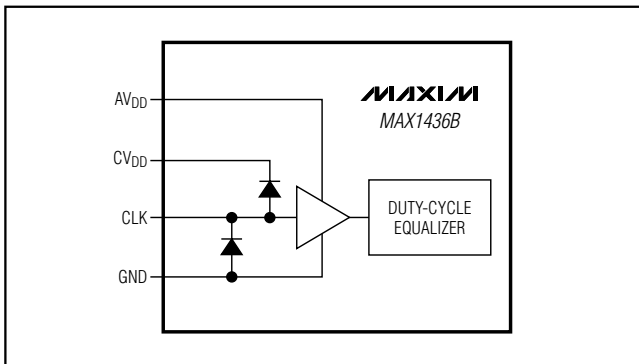 AVDD
MAXIM
MAX1436B
CVDD
CLK
DUTY-CYCLE
EQUALIZER
GND